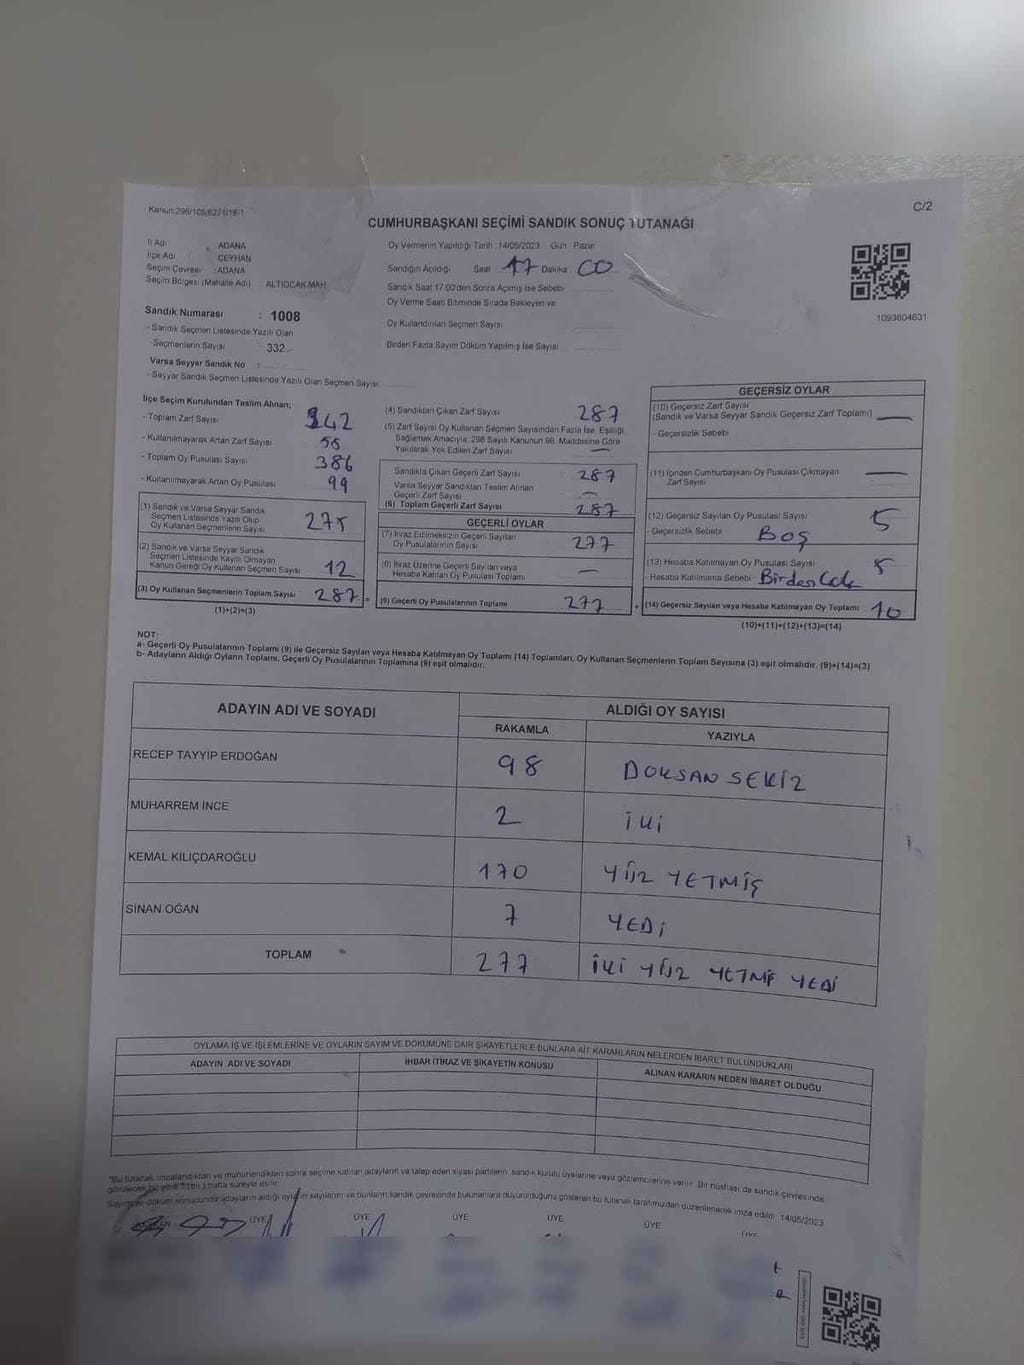 Kanun:298/105/6271/18-1
C/2
CUMHURBAŞKANI SEÇİMİ SANDIK SONUÇ TUTANAĞI
İl Adı : ADANA
İlçe Adı : CEYHAN
Seçim Çevresi : ADANA
Seçim Bölgesi (Mahalle Adı) ALTIOCAK MAH.
Oy Vermenin Yapıldığı Tarih :14/05/2023 Gün Pazar
Sandığın Açıldığı Saat 17 Dakika : 00
Sandık Saat 17:00'den Sonra Açılmış İse Sebebi
Oy Verme Saati Bitiminde Sırada Bekleyen ve
Oy Kullandırılan Seçmen Sayısı
Birden Fazla Sayım Döküm Yapılmış İse Sayısı
1093604631
Sandık Numarası : 1008
- Sandık Seçmen Listesinde Yazılı Olan
Seçmenlerin Sayısı 332
Varsa Seyyar Sandık No :
- Seyyar Sandık Seçmen Listesinde Yazılı Olan Seçmen Sayısı
İlçe Seçim Kurulundan Teslim Alınan;
- Toplam Zarf Sayısı 342
- Kullanılmayarak Artan Zarf Sayısı 55
- Toplam Oy Pusulası Sayısı 386
- Kullanılmayarak Artan Oy Pusulası 99
(1) Sandık ve Varsa Seyyar Sandık
Seçmen Listesinde Yazılı Olup
Oy Kullanan Seçmenlerin Sayısı 275
(2) Sandık ve Varsa Seyyar Sandık
Seçmen Listesinde Kayıtlı Olmayan
Kanun Gereği Oy Kullanan Seçmen Sayısı 12
(3) Oy Kullanan Seçmenlerin Toplam Sayısı 287 =
(1)+(2)=(3)
(4) Sandıktan Çıkan Zarf Sayısı 287
(5) Zarf Sayısı Oy Kullanan Seçmen Sayısından Fazla İse, Eşitliği
Sağlamak Amacıyla, 298 Sayılı Kanunun 98. Maddesine Göre
Yakılarak Yok Edilen Zarf Sayısı —
Sandıkta Çıkan Geçerli Zarf Sayısı 287
Varsa Seyyar Sandıktan Teslim Alınan
Geçerli Zarf Sayısı —
(6) Toplam Geçerli Zarf Sayısı 287
GEÇERLİ OYLAR
(7) İtiraz Edilmeksizin Geçerli Sayılan
Oy Pusulalarının Sayısı 277
(8) İtiraz Üzerine Geçerli Sayılan veya
Hesaba Katılan Oy Pusulası Toplamı —
(9) Geçerli Oy Pusulalarının Toplamı 277 +
GEÇERSİZ OYLAR
(10) Geçersiz Zarf Sayısı
(Sandık ve Varsa Seyyar Sandık Geçersiz Zarf Toplamı) —
- Geçersizlik Sebebi
(11) İçinden Cumhurbaşkanı Oy Pusulası Çıkmayan
Zarf Sayısı —
(12) Geçersiz Sayılan Oy Pusulası Sayısı 5
- Geçersizlik Sebebi Boş
(13) Hesaba Katılmayan Oy Pusulası Sayısı 5
- Hesaba Katılmama Sebebi Birden Çok
(14) Geçersiz Sayılan veya Hesaba Katılmayan Oy Toplamı 10
(10)+(11)+(12)+(13)=(14)
NOT:
a- Geçerli Oy Pusulalarının Toplamı (9) ile Geçersiz Sayılan veya Hesaba Katılmayan Oy Toplamı (14) Toplamları, Oy Kullanan Seçmenlerin Toplam Sayısına (3) eşit olmalıdır. (9)+(14)=(3)
b- Adayların Aldığı Oyların Toplamı, Geçerli Oy Pusulalarının Toplamına (9) eşit olmalıdır.
ADAYIN ADI VE SOYADI
ALDIĞI OY SAYISI
RAKAMLA YAZIYLA
RECEP TAYYİP ERDOĞAN 98 DOKSAN SEKİZ
MUHARREM İNCE 2 İKİ
KEMAL KILIÇDAROĞLU 170 YÜZ YETMİŞ
SİNAN OĞAN 7 YEDİ
TOPLAM 277 İKİ YÜZ YETMİŞ YEDİ
OYLAMA İŞ VE İŞLEMLERİNE VE OYLARIN SAYIM VE DÖKÜMÜNE DAİR ŞİKAYETLERLE BUNLARA AİT KARARLARIN NELERDEN İBARET BULUNDUKLARI
ADAYIN ADI VE SOYADI İHBAR İTİRAZ VE ŞİKAYETİN KONUSU ALINAN KARARIN NEDEN İBARET OLDUĞU
"Bu tutanak imzalandıktan ve mühürlendikten sonra seçime katılan adayların ve talep eden siyasi partilerin sandık kurulu üyelerine veya gözlemcilerine verilir. Bir nüshası da sandık çevresinde
görülecek bir yere 1 (bir) hafta süreyle asılır.
Sayım ve döküm sonucunda adayların aldığı oyların sayılarını ve bunların sandık çevresinde bulunanlara duyurulduğunu gösteren bu tutanak tarafımızdan düzenlenerek imza edildi. 14/05/2023
ÜYE ÜYE ÜYE ÜYE ÜYE ÜYE